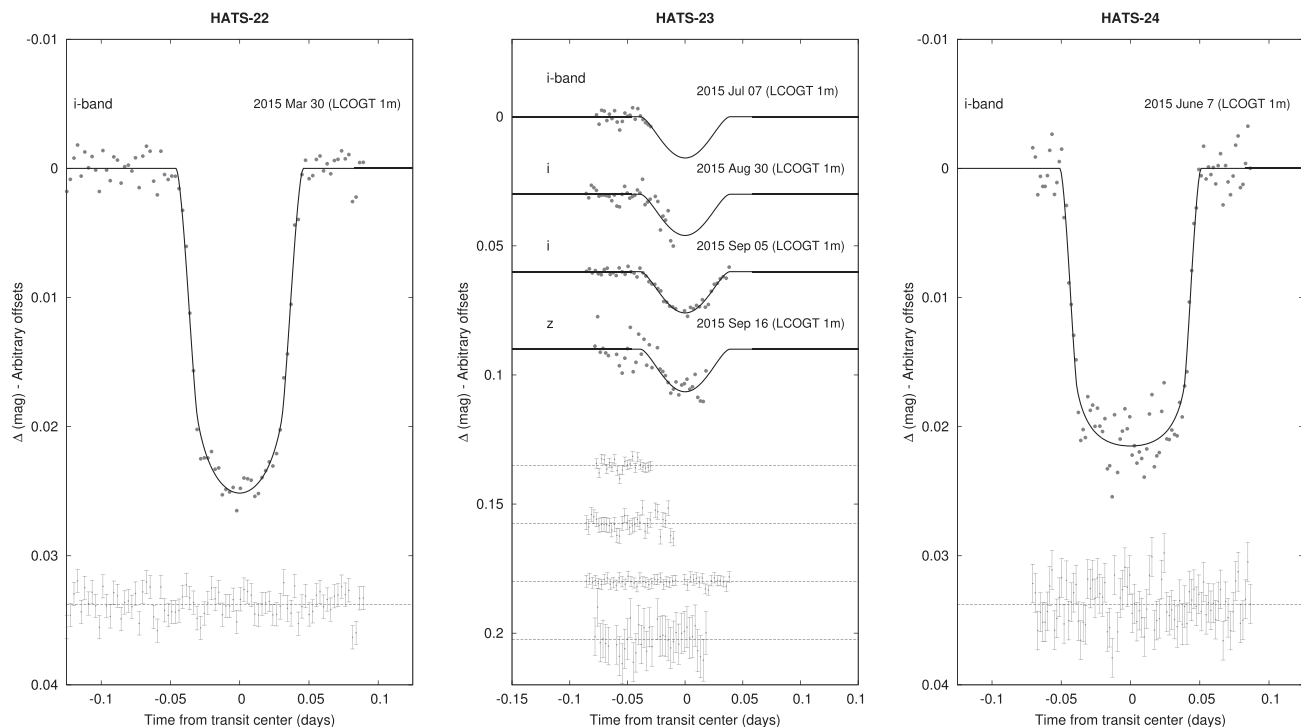 HATS-22
-0.01
i-band
2015 Mar 30 (LCOGT 1m)
0
0.01
0.02
0.03
0.04
Δ (mag) - Arbitrary offsets
-0.1
-0.05
0
0.05
0.1
Time from transit center (days)
HATS-23
i-band
2015 Jul 07 (LCOGT 1m)
i
2015 Aug 30 (LCOGT 1m)
i
2015 Sep 05 (LCOGT 1m)
z
2015 Sep 16 (LCOGT 1m)
0
0.05
0.1
0.15
0.2
Δ (mag) - Arbitrary offsets
-0.15
-0.1
-0.05
0
0.05
0.1
Time from transit center (days)
HATS-24
-0.01
i-band
2015 June 7 (LCOGT 1m)
0
0.01
0.02
0.03
0.04
Δ (mag) - Arbitrary offsets
-0.1
-0.05
0
0.05
0.1
Time from transit center (days)